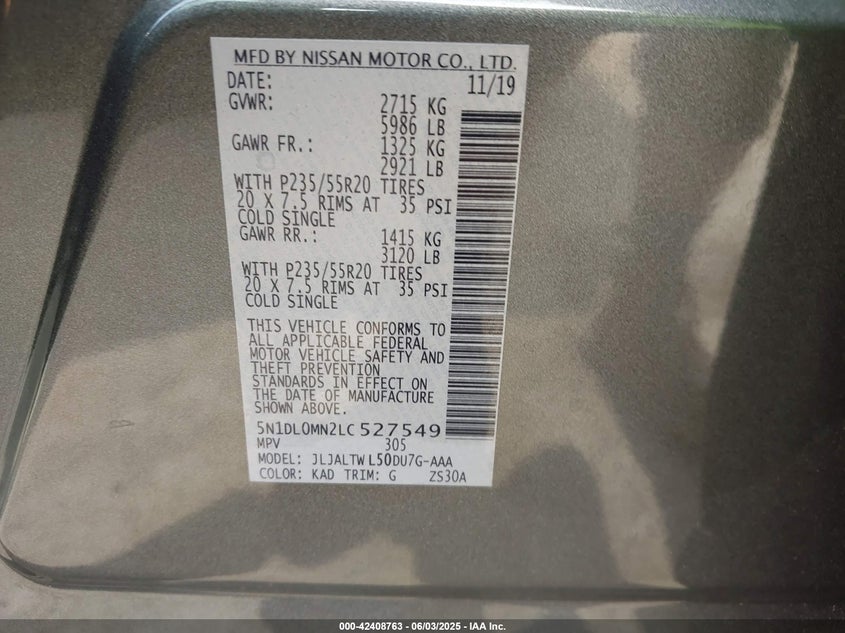 MFD BY NISSAN MOTOR CO., LTD.
DATE: 11/19
GVWR: 2715 KG
5986 LB
GAWR FR.: 1325 KG
2921 LB
WITH P235/55R20 TIRES
20 X 7.5 RIMS AT 35 PSI
COLD SINGLE
GAWR RR.: 1415 KG
3120 LB
WITH P235/55R20 TIRES
20 X 7.5 RIMS AT 35 PSI
COLD SINGLE
THIS VEHICLE CONFORMS TO
ALL APPLICABLE FEDERAL
MOTOR VEHICLE SAFETY AND
THEFT PREVENTION
STANDARDS IN EFFECT ON
THE DATE OF MANUFACTURE
SHOWN ABOVE.
5N1DL0MN2LC527549
MPV 305
MODEL: JLJALTWL50DU7G-AAA
COLOR: KAD TRIM: G ZS30A
000-42408763 - 06/03/2025 - IAA Inc.